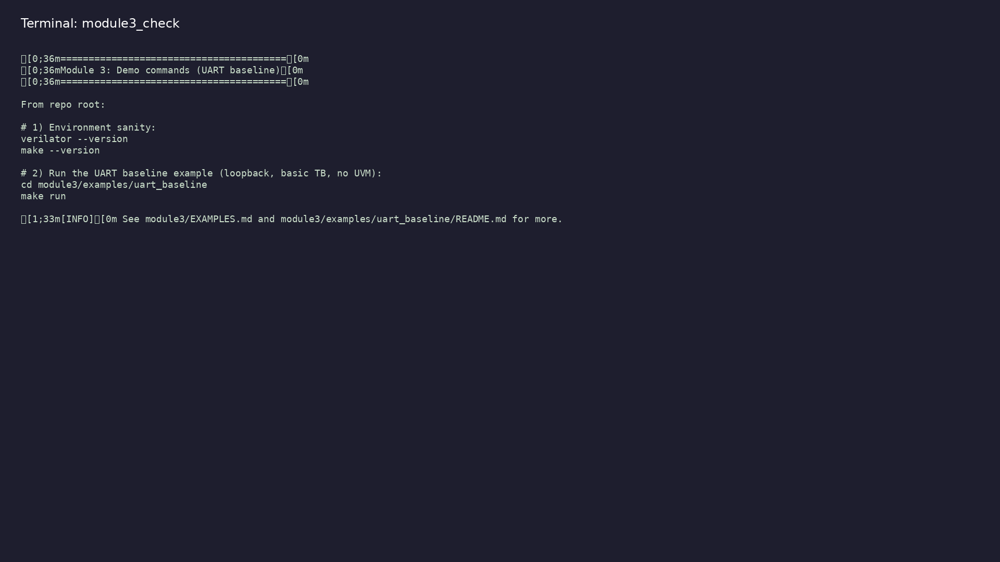 Terminal: module3_check
□[0;36m========================================□[0m
□[0;36mModule 3: Demo commands (UART baseline)□[0m
□[0;36m========================================□[0m
From repo root:
# 1) Environment sanity:
verilator --version
make --version
# 2) Run the UART baseline example (loopback, basic TB, no UVM):
cd module3/examples/uart_baseline
make run
□[1;33m[INFO]□[0m See module3/EXAMPLES.md and module3/examples/uart_baseline/README.md for more.